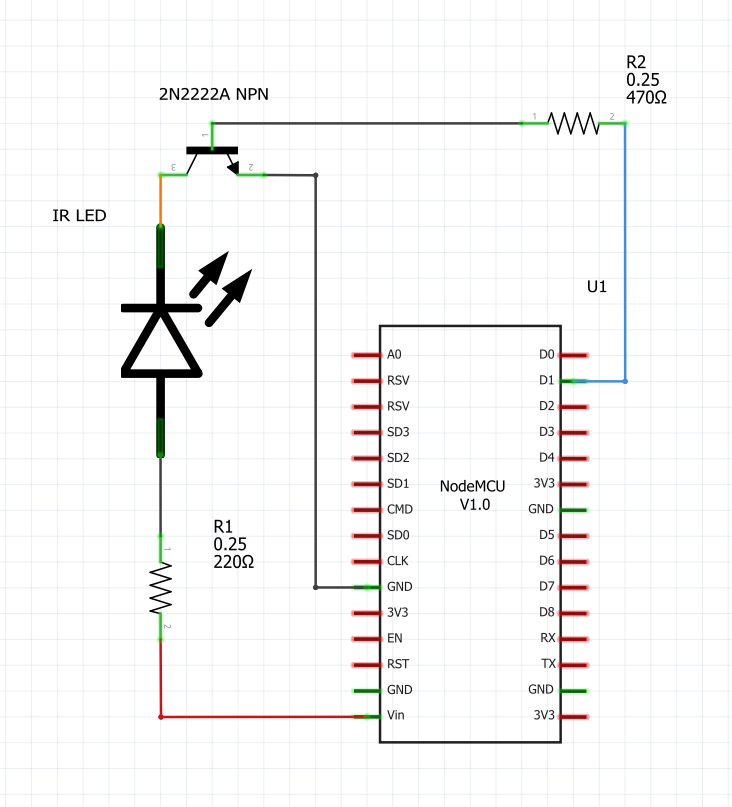 R2
0.25
470Ω
2N2222A NPN
1
1
2
3
2
IR LED
U1
A0
D0
RSV
D1
RSV
D2
SD3
D3
SD2
D4
SD1
3V3
NodeMCU
V1.0
CMD
GND
SD0
D5
CLK
D6
GND
D7
3V3
D8
EN
RX
RST
TX
GND
GND
Vin
3V3
R1
0.25
220Ω
1
2